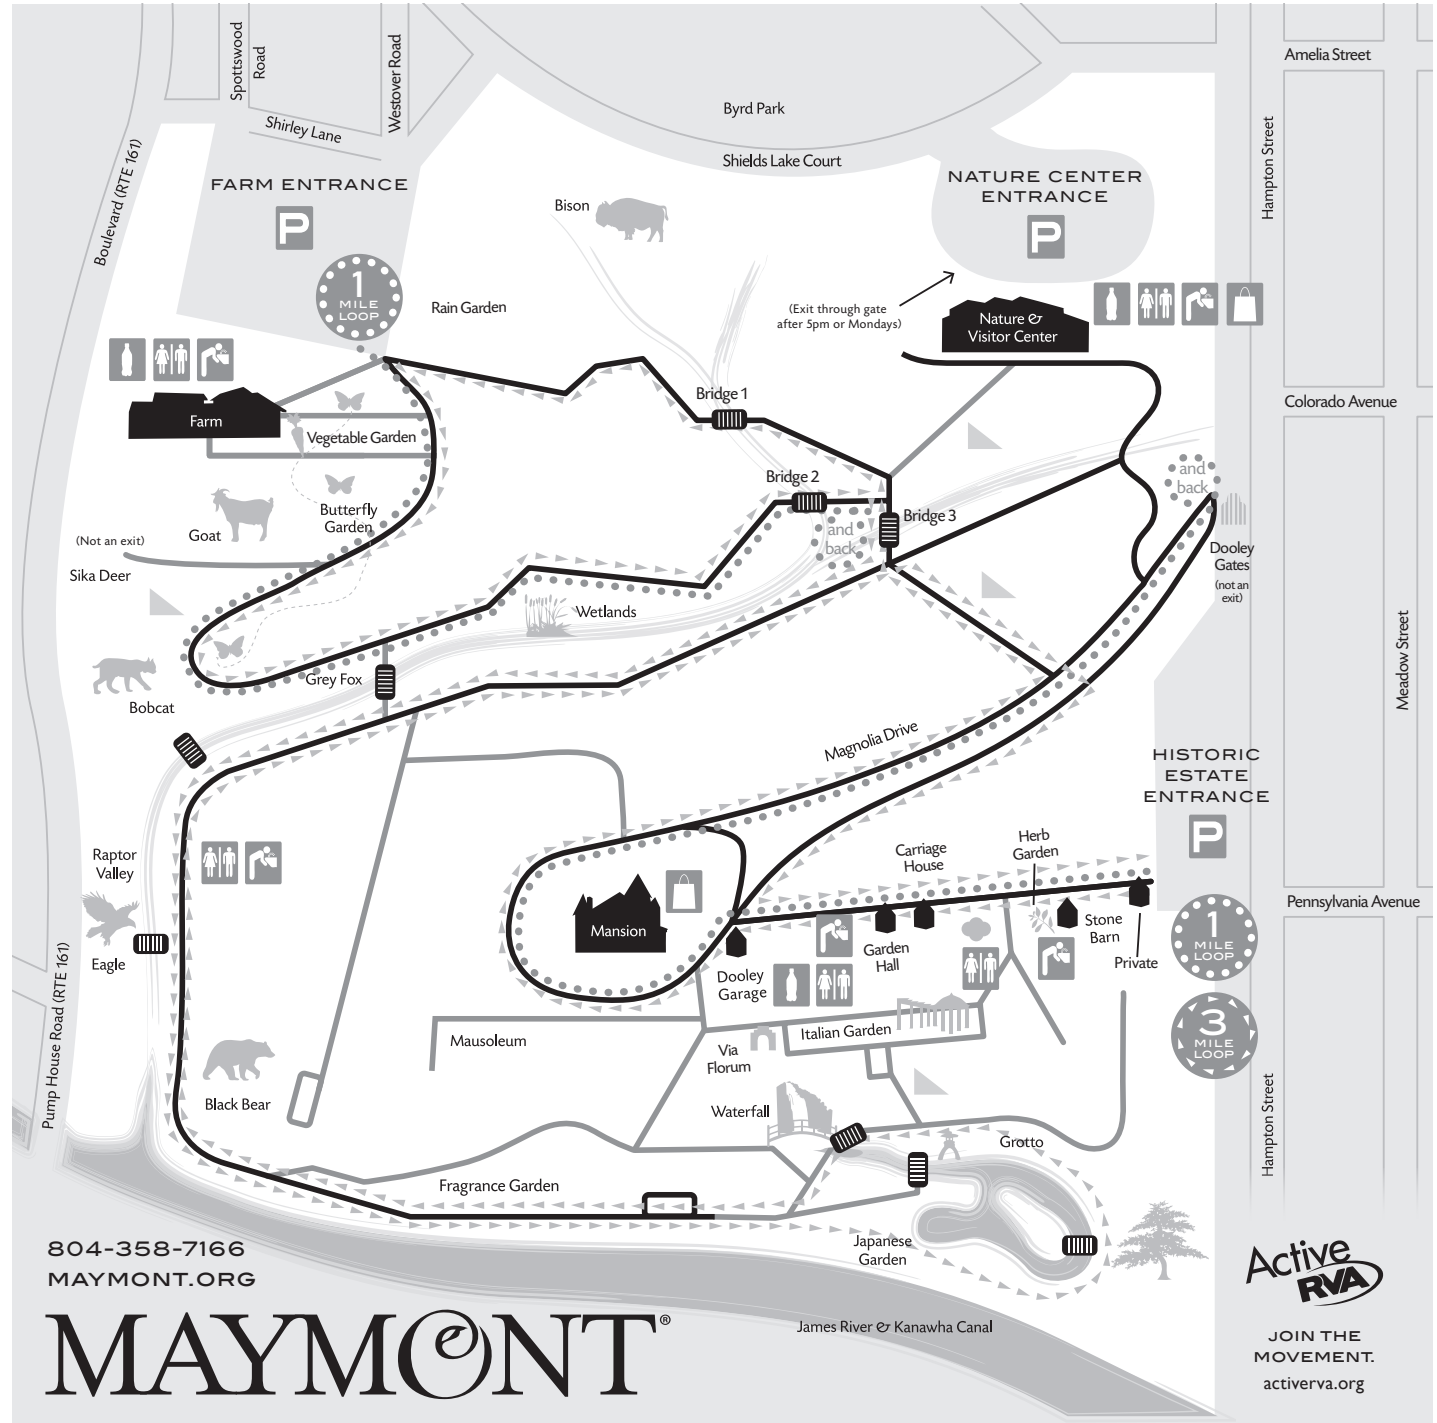 Amelia Street
Spottswood
Road
Westover Road
Shirley Lane
Byrd Park
Shields Lake Court
Hampton Street
Boulevard (RTE 161)
FARM ENTRANCE
P
NATURE CENTER
ENTRANCE
P
Bison
1
MILE
LOOP
Rain Garden
(Exit through gate
after 5pm or Mondays)
Nature &
Visitor Center
Bridge 1
Colorado Avenue
Farm
Vegetable Garden
Bridge 2
and
back
Butterfly
Garden
Goat
Bridge 3
and
back
(Not an exit)
Sika Deer
Dooley
Gates
(not an
exit)
Wetlands
Meadow Street
Grey Fox
Bobcat
Magnolia Drive
HISTORIC
ESTATE
ENTRANCE
P
Raptor
Valley
Carriage
House
Herb
Garden
Pennsylvania Avenue
Mansion
Stone
Barn
Private
Garden
Hall
Eagle
Dooley
Garage
1
MILE
LOOP
Pump House Road (RTE 161)
Italian Garden
Mausoleum
Via
Florum
3
MILE
LOOP
Black Bear
Waterfall
Grotto
Hampton Street
Fragrance Garden
Japanese
Garden
804-358-7166
MAYMONT.ORG
MAYMONT®
James River & Kanawha Canal
Active
RVA
JOIN THE
MOVEMENT.
activerva.org